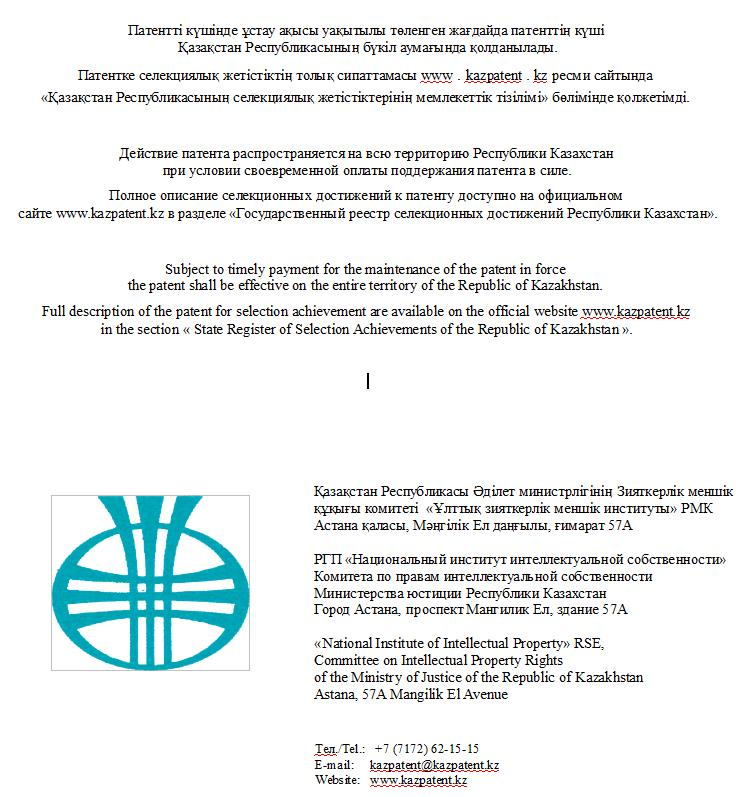 Патентті күшінде ұстау ақысы уақытылы төленген жағдайда патенттің күші
Қазақстан Республикасының бүкіл аумағында қолданылады.
Патентке селекциялық жетістіктің толық сипаттамасы www . kazpatent . kz ресми сайтында
«Қазақстан Республикасының селекциялық жетістіктерінің мемлекеттік тізілімі» бөлімінде қолжетімді.
Действие патента распространяется на всю территорию Республики Казахстан
при условии своевременной оплаты поддержания патента в силе.
Полное описание селекционных достижений к патенту доступно на официальном
сайте www.kazpatent.kz в разделе «Государственный реестр селекционных достижений Республики Казахстан».
Subject to timely payment for the maintenance of the patent in force
the patent shall be effective on the entire territory of the Republic of Kazakhstan.
Full description of the patent for selection achievement are available on the official website www.kazpatent.kz
in the section « State Register of Selection Achievements of the Republic of Kazakhstan ».
Қазақстан Республикасы Әділет министрлігінің Зияткерлік меншік
құқығы комитеті «Ұлттық зияткерлік меншік институты» РМК
Астана қаласы, Мәңгілік Ел даңғылы, ғимарат 57А
РГП «Национальный институт интеллектуальной собственности»
Комитета по правам интеллектуальной собственности
Министерства юстиции Республики Казахстан
Город Астана, проспект Мангилик Ел, здание 57А
«National Institute of Intellectual Property» RSE,
Committee on Intellectual Property Rights
of the Ministry of Justice of the Republic of Kazakhstan
Astana, 57A Mangilik El Avenue
Тел./Tel.: +7 (7172) 62-15-15
E-mail: kazpatent@kazpatent.kz
Website: www.kazpatent.kz